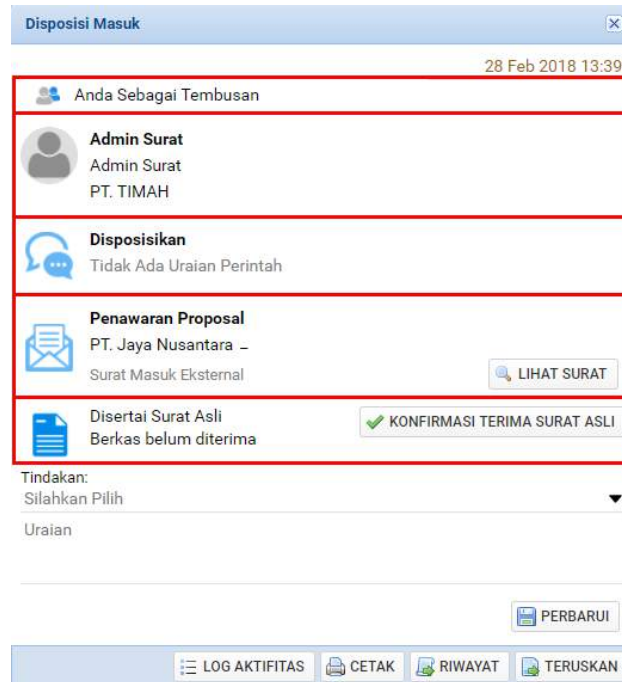 Disposisi Masuk
28 Feb 2018 13:39
Anda Sebagai Tembusan
Admin Surat
Admin Surat
PT. TIMAH
Disposisikan
Tidak Ada Uraian Perintah
Penawaran Proposal
PT. Jaya Nusantara –
Surat Masuk Eksternal
LIHAT SURAT
Disertai Surat Asli
Berkas belum diterima
KONFIRMASI TERIMA SURAT ASLI
Tindakan:
Silahkan Pilih
Uraian
PERBARUI
LOG AKTIFITAS CETAK RIWAYAT TERUSKAN